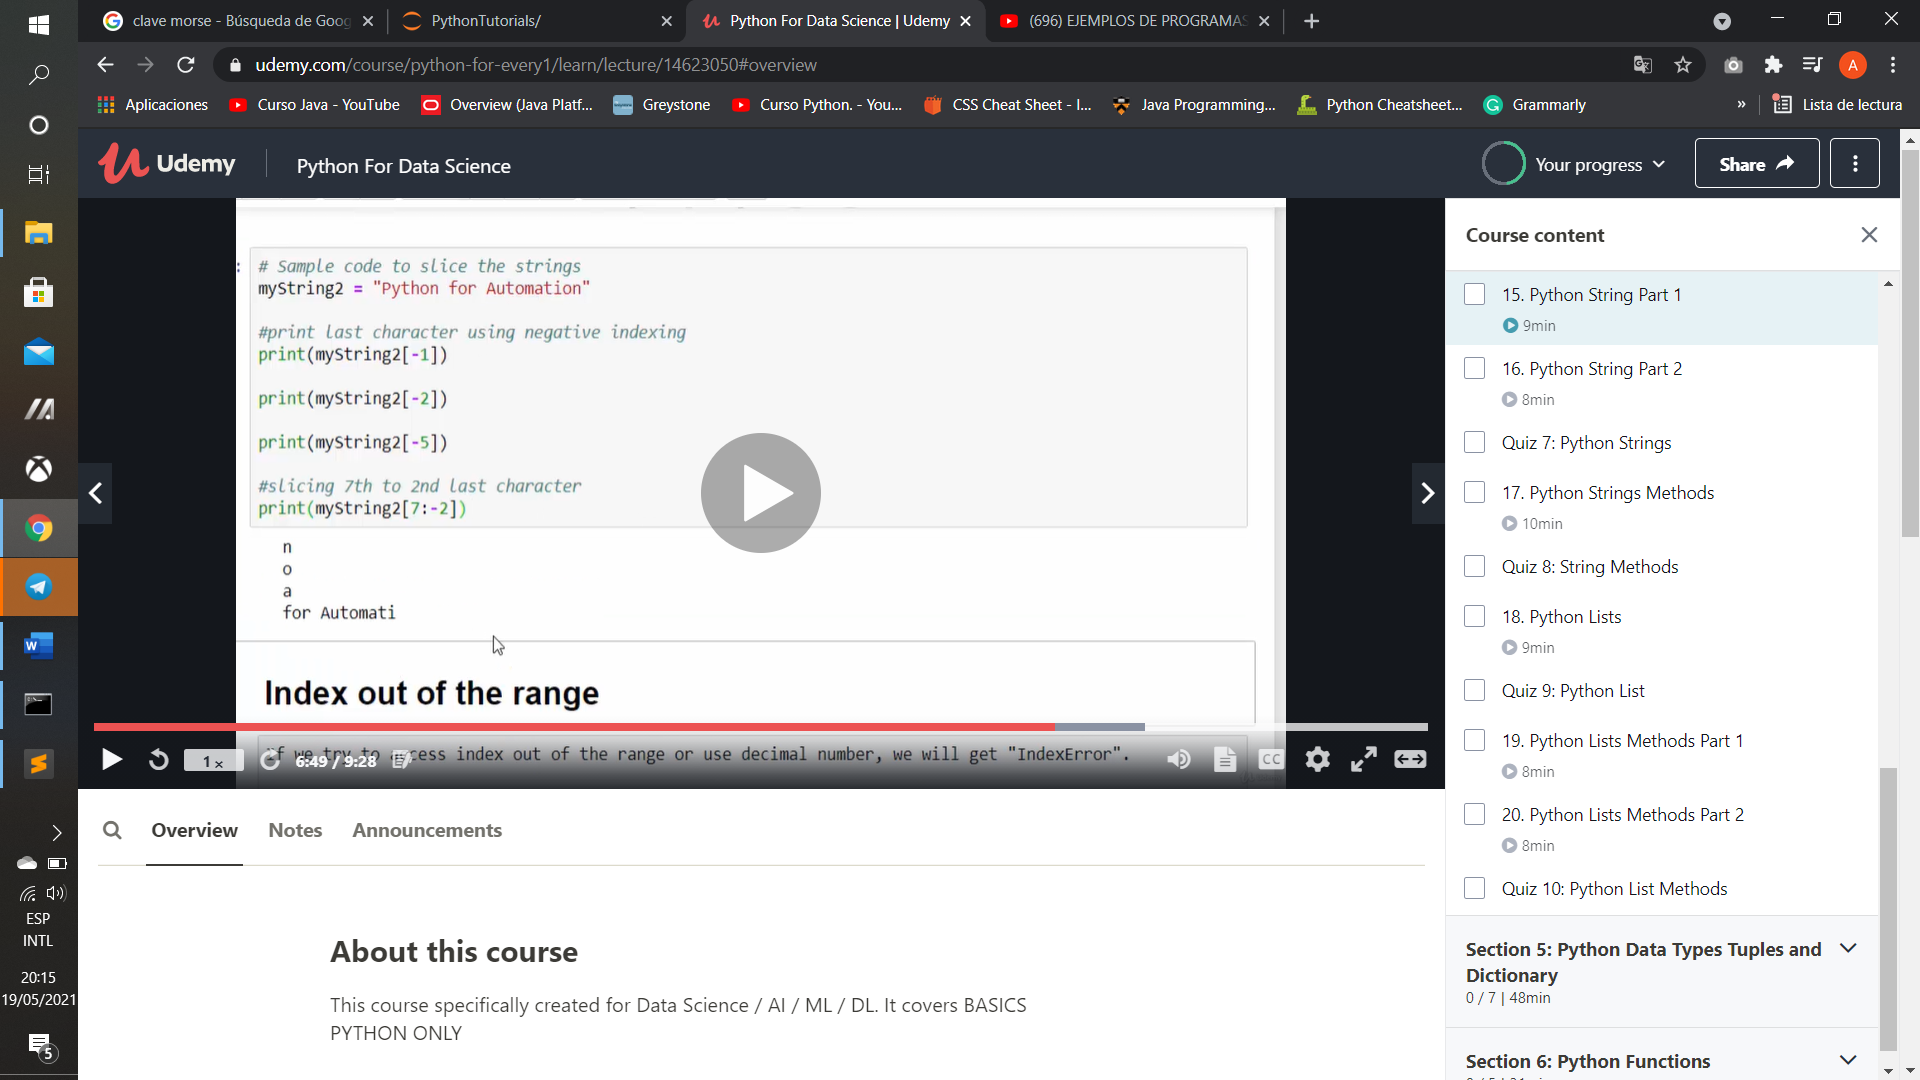 clave morse - Búsqueda de Goog
PythonTutorials/
Python For Data Science | Udemy
(696) EJEMPLOS DE PROGRAMAS
udemy.com/course/python-for-every1/learn/lecture/14623050#overview
A
Aplicaciones
Curso Java - YouTube
Overview (Java Platf...
Greystone
Curso Python. - You...
CSS Cheat Sheet - I...
Java Programming...
Python Cheatsheet...
Grammarly
»
Lista de lectura
Udemy
Python For Data Science
Your progress
Share
# Sample code to slice the strings
myString2 = "Python for Automation"
#print last character using negative indexing
print(myString2[-1])
print(myString2[-2])
print(myString2[-5])
#slicing 7th to 2nd last character
print(myString2[7:-2])
n
o
a
for Automati
Index out of the range
If we try to access index out of the range or use decimal number, we will get "IndexError".
1x
6:49 / 9:28
CC
Overview
Notes
Announcements
About this course
This course specifically created for Data Science / AI / ML / DL. It covers BASICS
PYTHON ONLY
Course content
15. Python String Part 1
9min
16. Python String Part 2
8min
Quiz 7: Python Strings
17. Python Strings Methods
10min
Quiz 8: String Methods
18. Python Lists
9min
Quiz 9: Python List
19. Python Lists Methods Part 1
8min
20. Python Lists Methods Part 2
8min
Quiz 10: Python List Methods
Section 5: Python Data Types Tuples and
Dictionary
0 / 7 | 48min
Section 6: Python Functions
ESP
INTL
20:15
19/05/2021
5